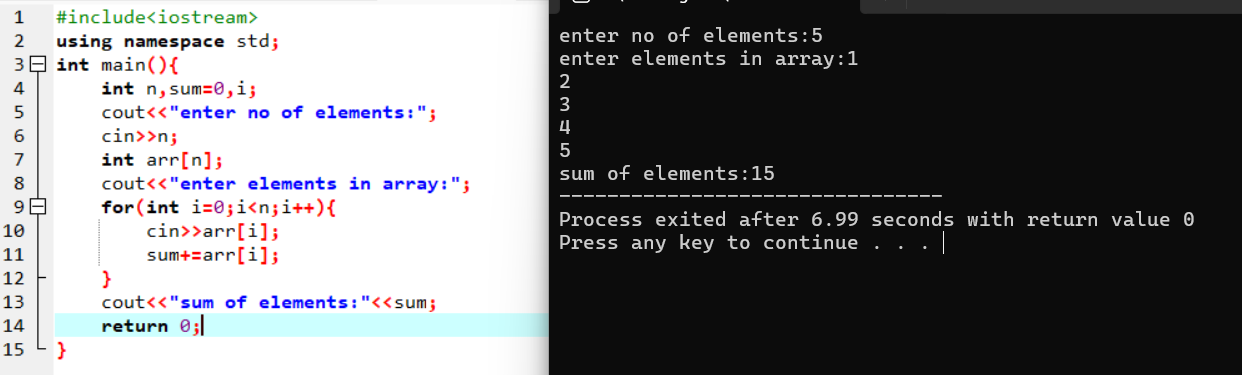 1 #include<iostream>
2 using namespace std;
3 int main(){
4 int n,sum=0,i;
5 cout<<"enter no of elements:";
6 cin>>n;
7 int arr[n];
8 cout<<"enter elements in array:";
9 for(int i=0;i<n;i++){
10 cin>>arr[i];
11 sum+=arr[i];
12 }
13 cout<<"sum of elements:"<<sum;
14 return 0;
15 }
enter no of elements:5
enter elements in array:1
2
3
4
5
sum of elements:15
--------------------------------
Process exited after 6.99 seconds with return value 0
Press any key to continue . . .